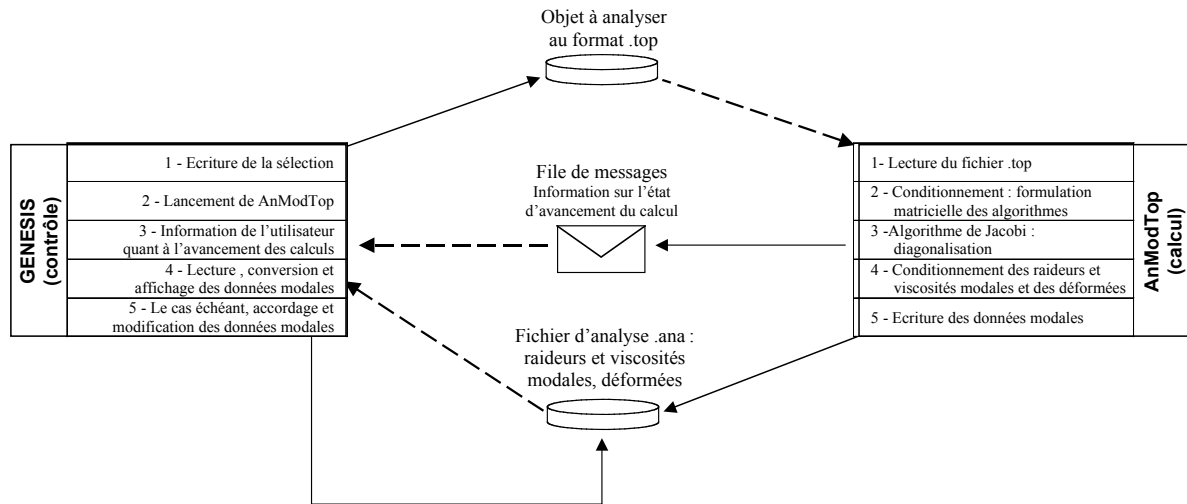 Objet à analyser
au format .top
GENESIS
(contrôle)
1 - Ecriture de la sélection
2 - Lancement de AnModTop
3 - Information de l'utilisateur
quant à l'avancement des calculs
4 - Lecture , conversion et
affichage des données modales
5 - Le cas échéant, accordage et
modification des données modales
File de messages
Information sur l'état
d'avancement du calcul
Fichier d'analyse .ana :
raideurs et viscosités
modales, déformées
1- Lecture du fichier .top
2 - Conditionnement : formulation
matricielle des algorithmes
3 -Algorithme de Jacobi :
diagonalisation
4 - Conditionnement des raideurs et
viscosités modales et des déformées
5 - Ecriture des données modales
AnModTop
(calcul)